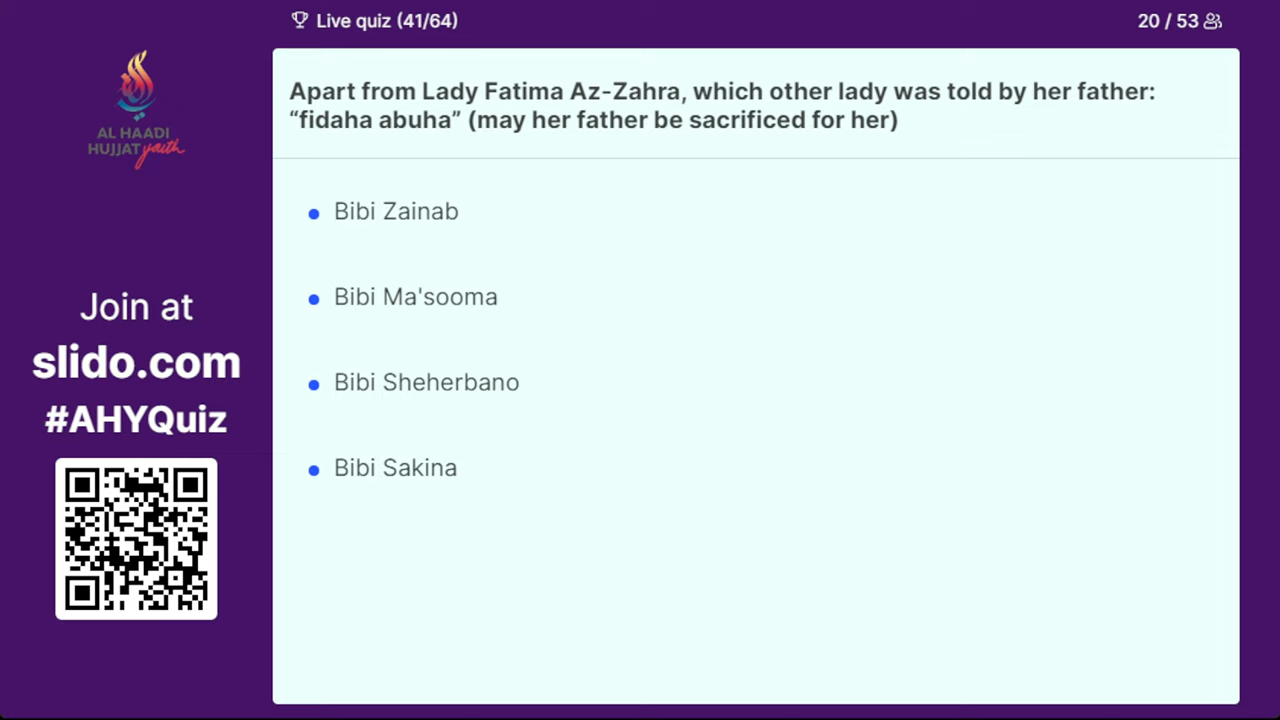 Live quiz (41/64)
20 / 53
AL HAADI
HUJJAT youth
Join at
slido.com
#AHYQuiz
Apart from Lady Fatima Az-Zahra, which other lady was told by her father:
“fidaha abuha” (may her father be sacrificed for her)
Bibi Zainab
Bibi Ma'sooma
Bibi Sheherbano
Bibi Sakina